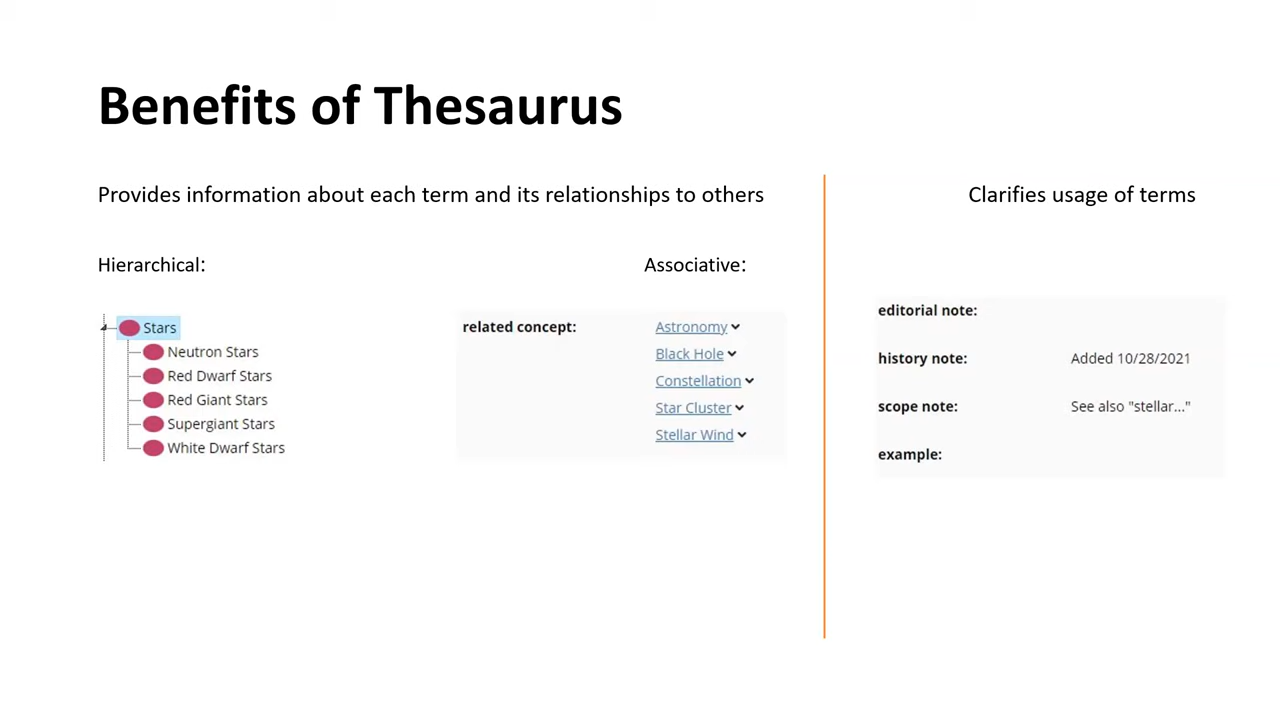 Benefits of Thesaurus
Provides information about each term and its relationships to others
Hierarchical:
Stars
Neutron Stars
Red Dwarf Stars
Red Giant Stars
Supergiant Stars
White Dwarf Stars
Associative:
related concept:
Astronomy
Black Hole
Constellation
Star Cluster
Stellar Wind
Clarifies usage of terms
editorial note:
history note: Added 10/28/2021
scope note: See also "stellar..."
example: